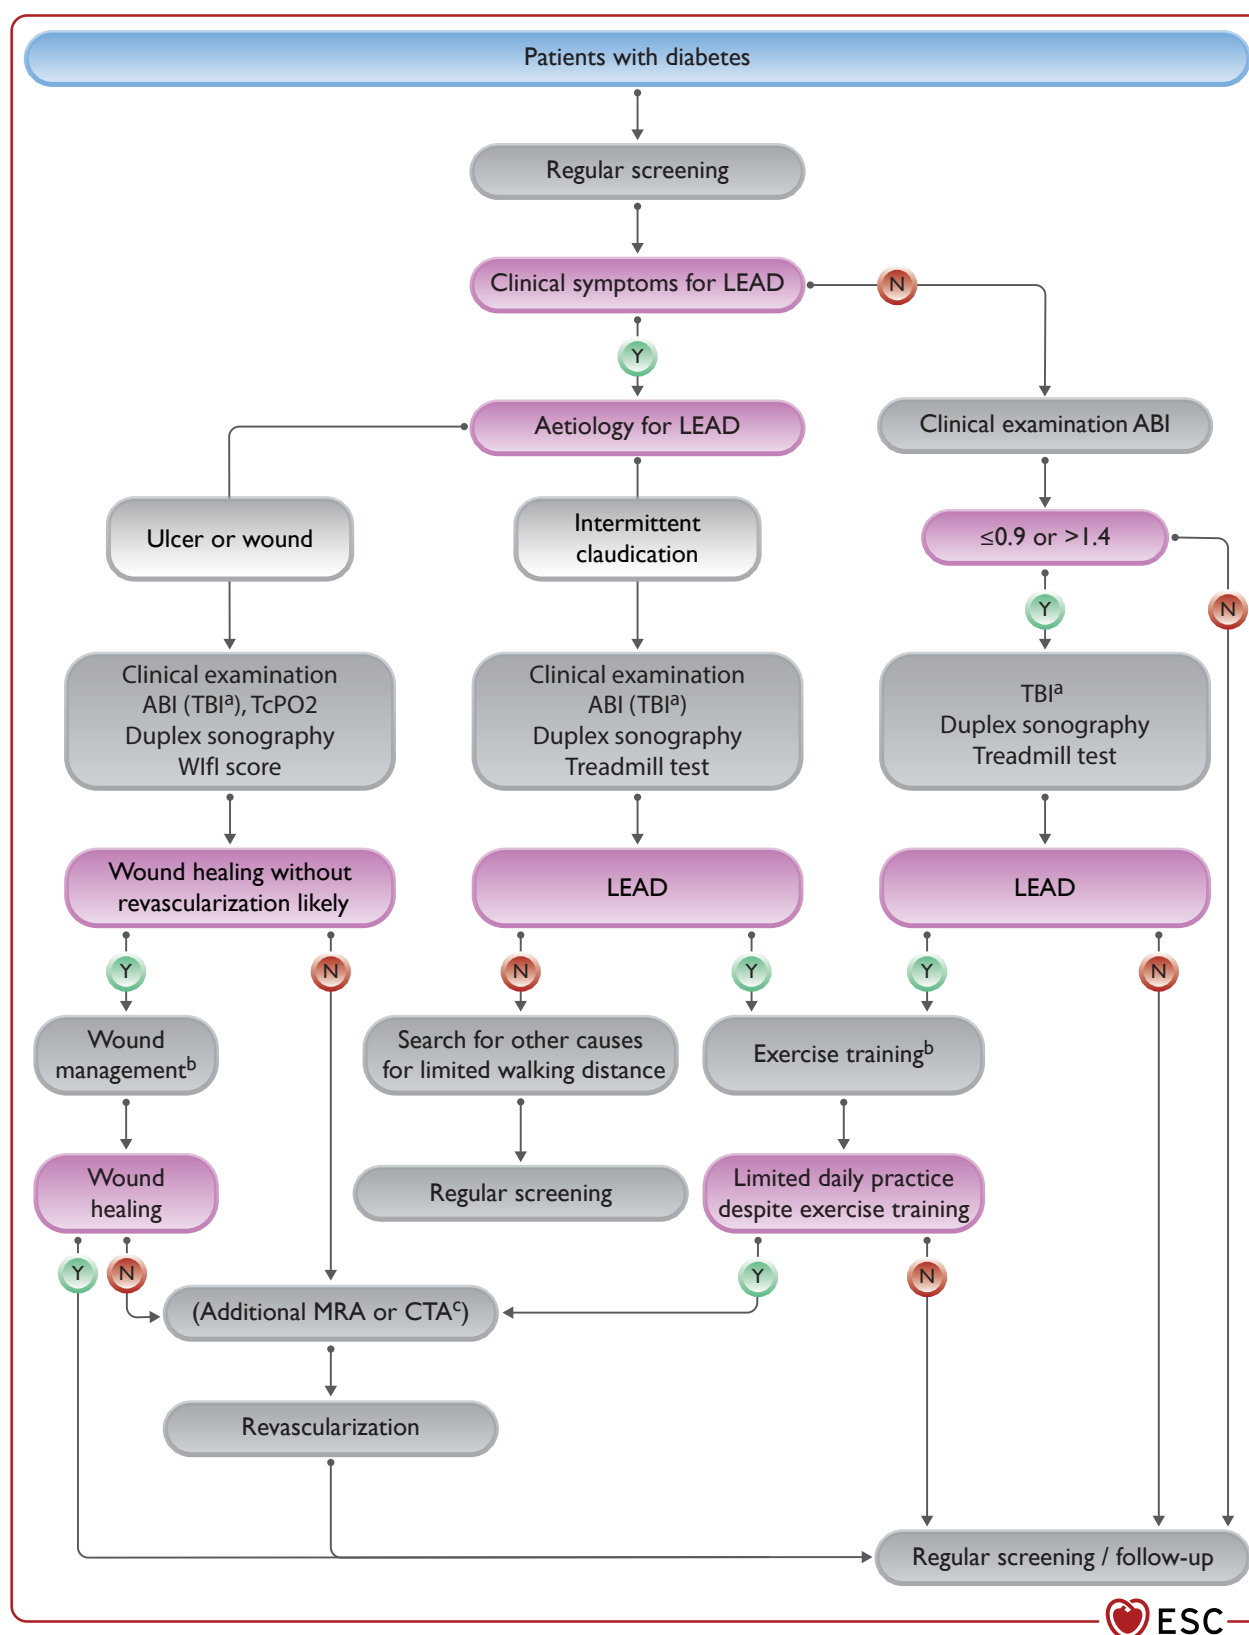 Patients with diabetes
Regular screening
Clinical symptoms for LEAD
N
Y
Aetiology for LEAD
Clinical examination ABI
Ulcer or wound
Intermittent
claudication
≤0.9 or >1.4
Y
N
Clinical examination
ABI (TBIa), TcPO2
Duplex sonography
WIfI score
Clinical examination
ABI (TBIa)
Duplex sonography
Treadmill test
TBIa
Duplex sonography
Treadmill test
Wound healing without
revascularization likely
LEAD
LEAD
Y
N
N
Y
Y
N
Wound
managementb
Search for other causes
for limited walking distance
Exercise trainingb
Wound
healing
Regular screening
Limited daily practice
despite exercise training
Y
N
Y
N
(Additional MRA or CTAc)
Revascularization
Regular screening / follow-up
ESC